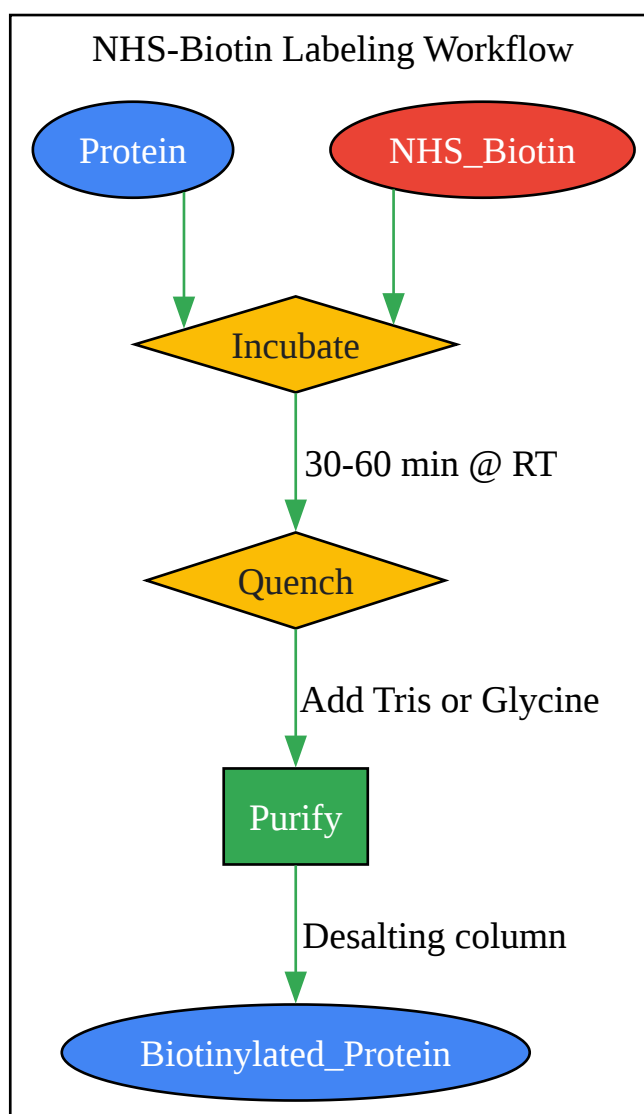 NHS-Biotin Labeling Workflow
Protein
NHS_Biotin
Incubate
30-60 min @ RT
Quench
Add Tris or Glycine
Purify
Desalting column
Biotinylated_Protein